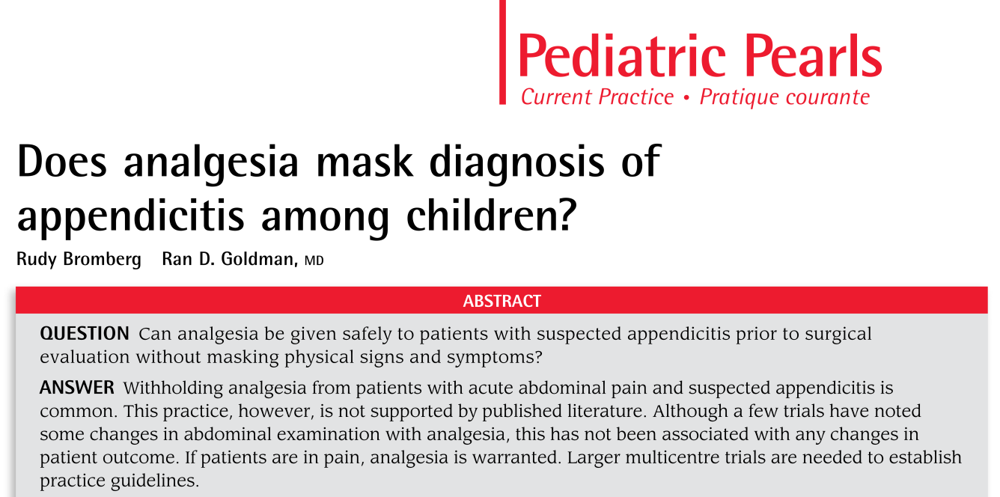 Pediatric Pearls
Current Practice • Pratique courante
Does analgesia mask diagnosis of
appendicitis among children?
Rudy Bromberg Ran D. Goldman, MD
ABSTRACT
QUESTION Can analgesia be given safely to patients with suspected appendicitis prior to surgical
evaluation without masking physical signs and symptoms?
ANSWER Withholding analgesia from patients with acute abdominal pain and suspected appendicitis is
common. This practice, however, is not supported by published literature. Although a few trials have noted
some changes in abdominal examination with analgesia, this has not been associated with any changes in
patient outcome. If patients are in pain, analgesia is warranted. Larger multicentre trials are needed to establish
practice guidelines.